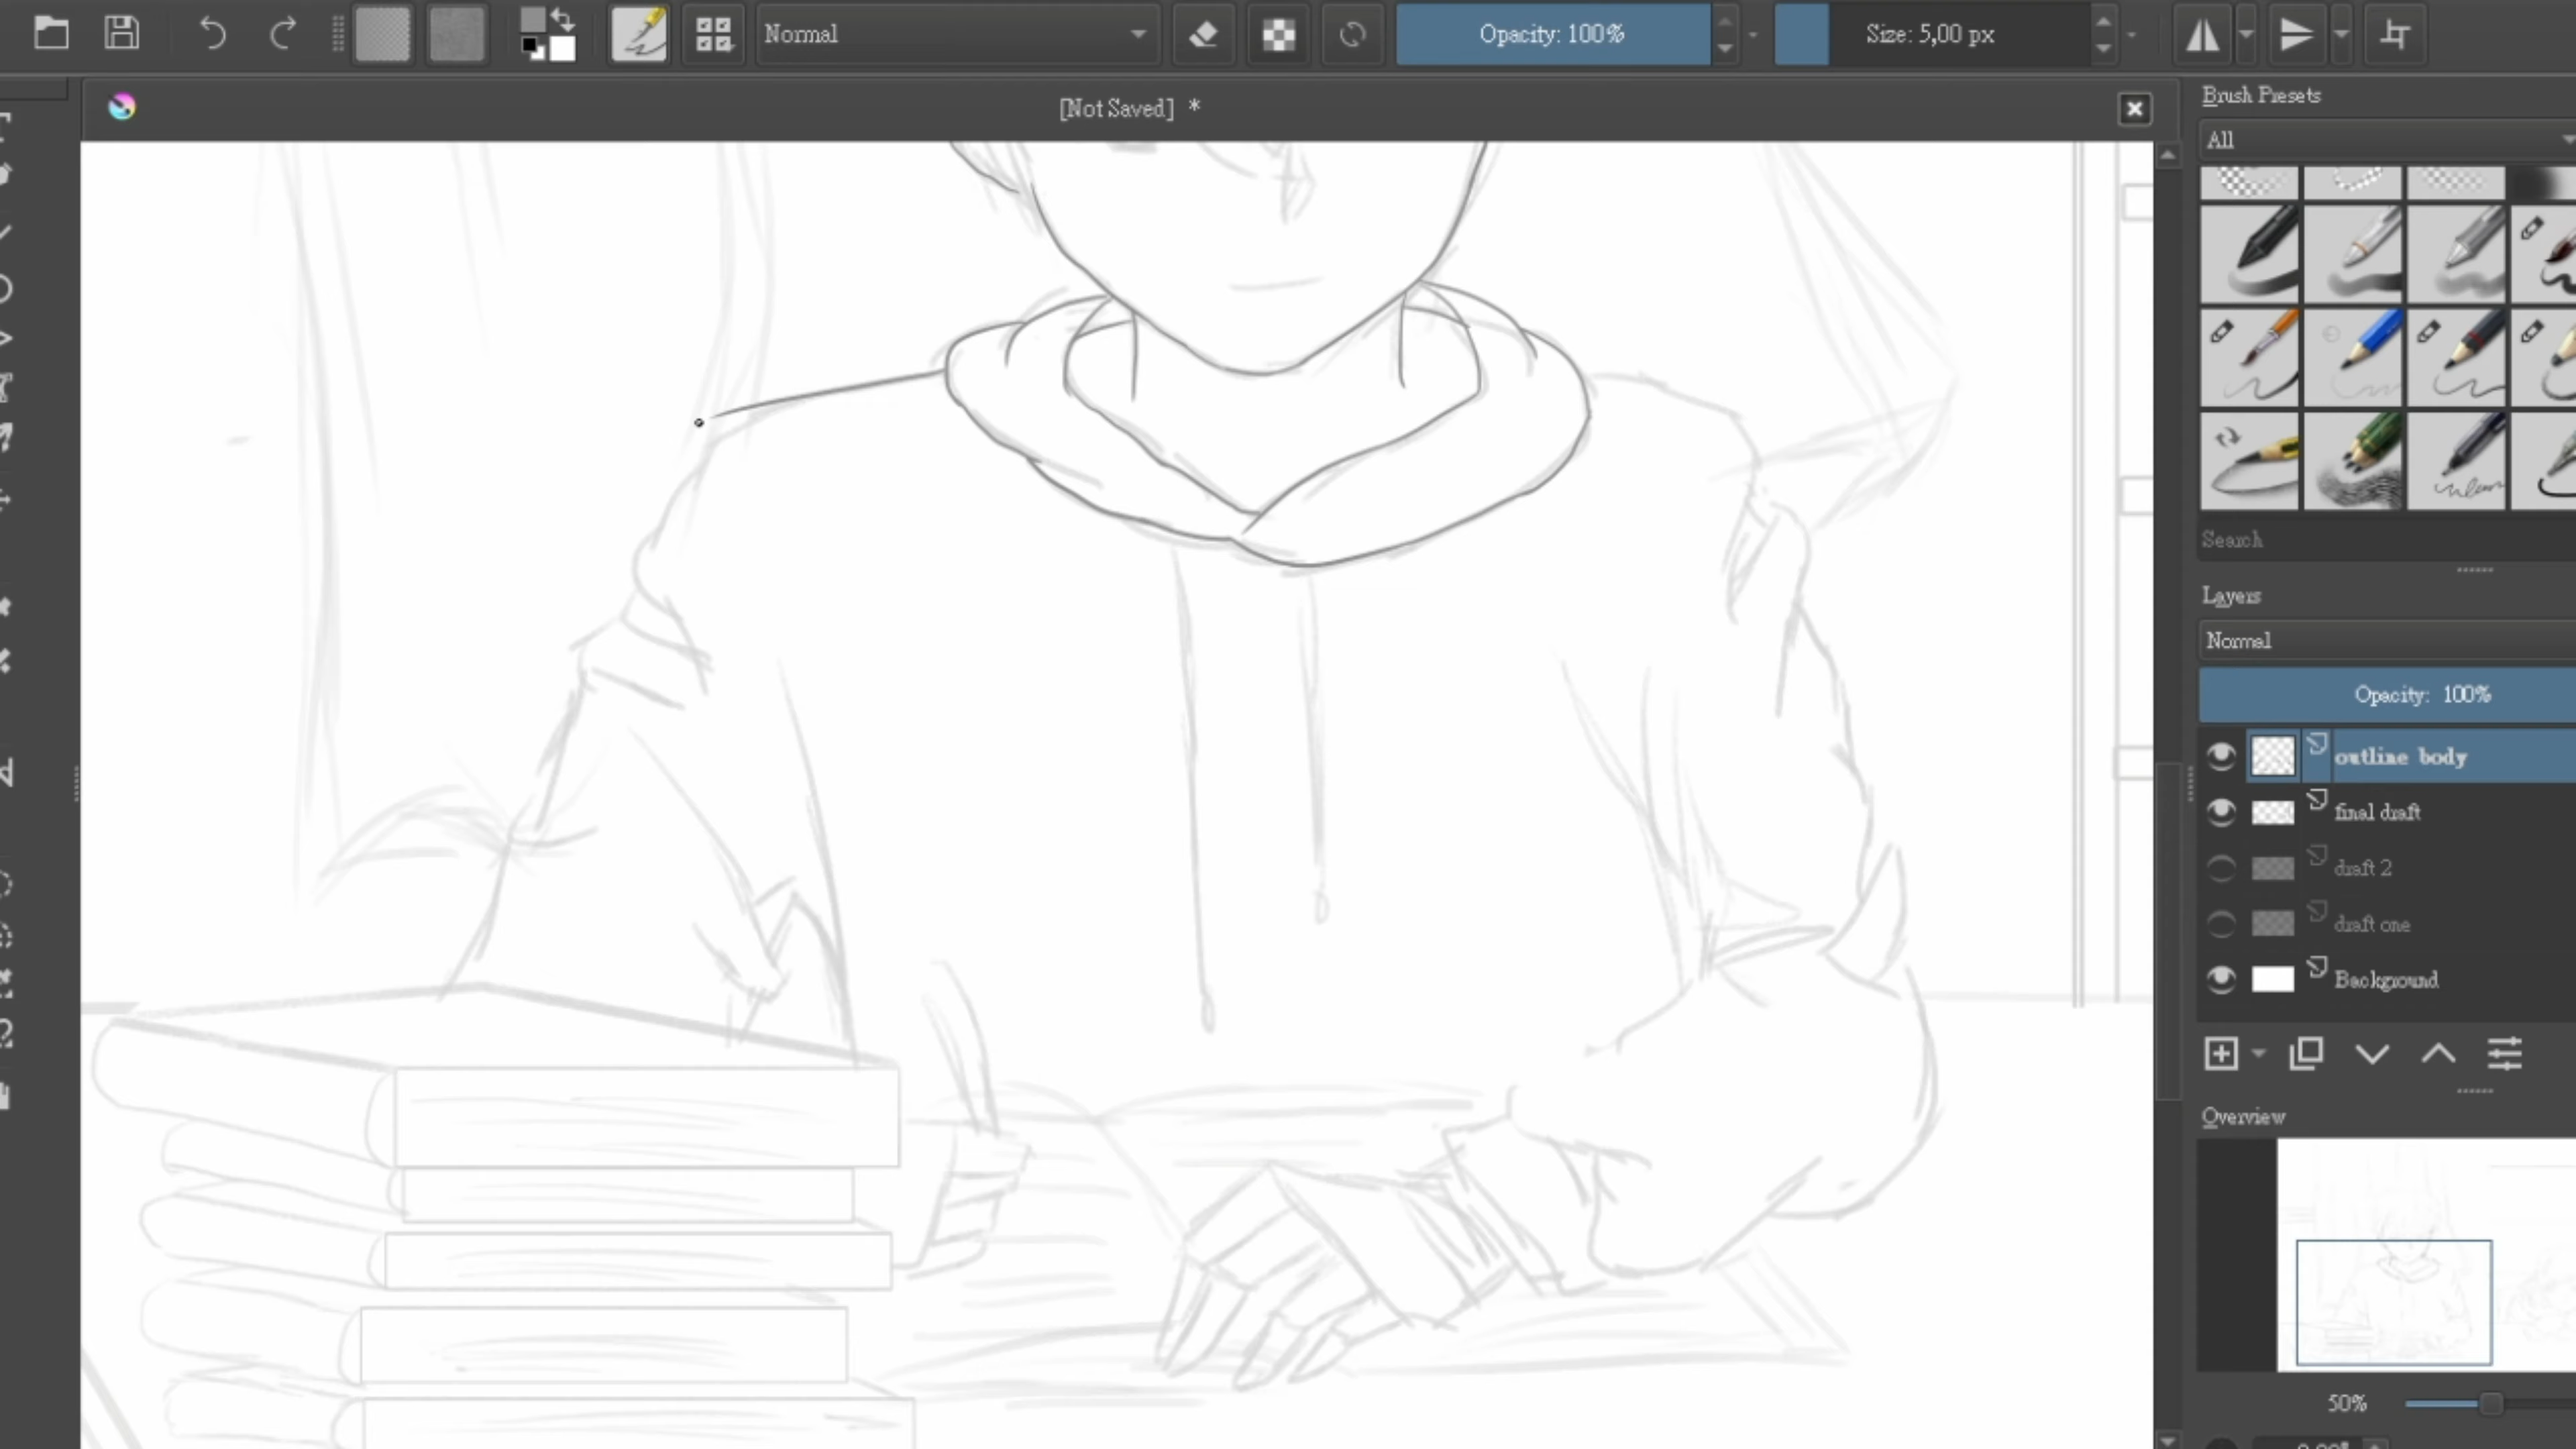 Normal
Opacity: 100%
Size: 5,00 px
[Not Saved] *
Brush Presets
All
Search
Layers
Normal
Opacity: 100%
outline body
final draft
draft 2
draft one
Background
Overview
50%